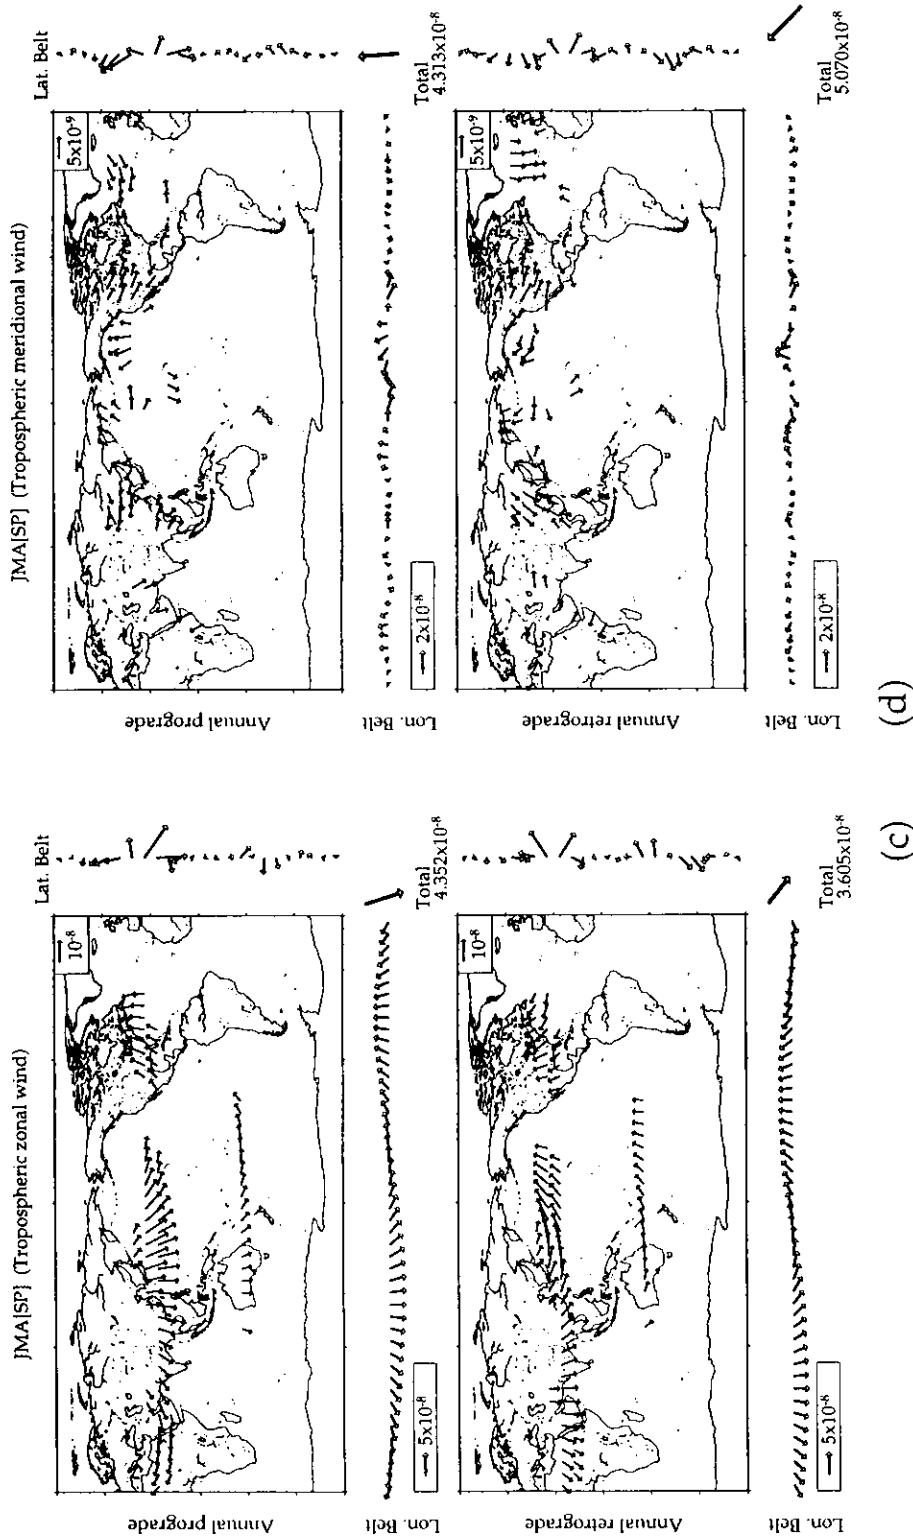 JMA[SP] (Tropospheric zonal wind)
Lat. Belt
10⁻⁸
Annual prograde
Lon. Belt
5x10⁻⁸
Total
4.352x10⁻⁸
10⁻⁸
Annual retrograde
Lon. Belt
5x10⁻⁸
Total
3.605x10⁻⁸
(c)
JMA[SP] (Tropospheric meridional wind)
Lat. Belt
5x10⁻⁹
Annual prograde
Lon. Belt
2x10⁻⁸
Total
4.313x10⁻⁸
5x10⁻⁹
Annual retrograde
Lon. Belt
2x10⁻⁸
Total
5.070x10⁻⁸
(d)